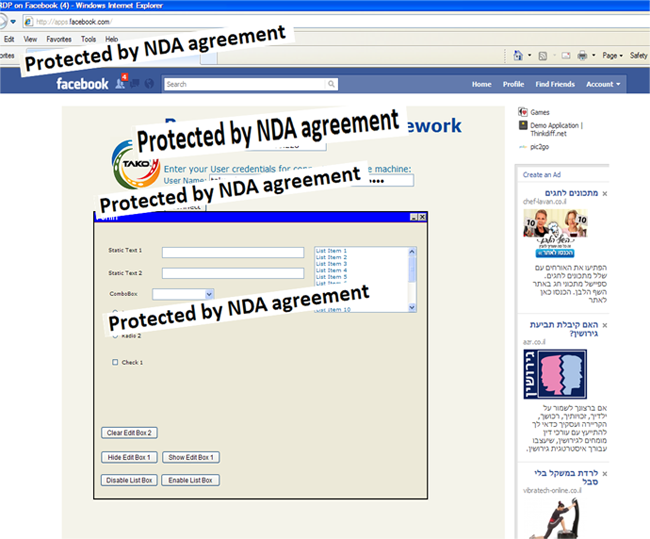 RDP on Facebook (4) - Windows Internet Explorer
http://apps.facebook.com/
Edit View Favorites Tools Help
Page Safety
Protected by NDA agreement
facebook 4 Search Home Profile Find Friends Account
Protected by NDA agreement
ework
TAKO
Enter your User credentials for machine:
User Name:
Protected by NDA agreement
Static Text 1
Static Text 2
ComboBox
List Item 1
List Item 2
List Item 3
List Item 4
List Item 5
List Item 10
Protected by NDA agreement
Radio 2
Check 1
Clear Edit Box 2
Hide Edit Box 1 Show Edit Box 1
Disable List Box Enable List Box
Games
Demo Application |
Thinkdiff.net
pic2go
Create an Ad
מתכונים לחגים
chef-lavan.co.il
10 10
הכנסו לאתר
הפתיעו את האורחים עם
שלל מתכונים לחגים.
ספיישל מתכוני חג באתר
השף הלבן. הכנסו כאן
לאתר
האם קיבלת תביעת
גירושין?
azr.co.il
גירושין
אם ברצונך לשמור על
ילדיך, זכויותיך, רכושך,
הקריירה ועסקיך כדאי לך
להתייעץ עם עורכי דין
מומחים לגירושין, שיעצבו
עבורך איסטרטגית גירושין.
לרדת במשקל בלי
סבל
vibratech-online.co.il